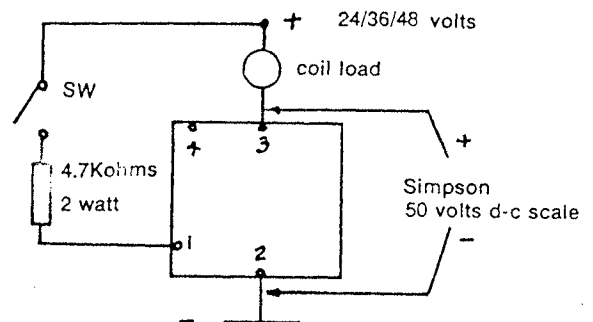 + 24/36/48 volts
coil load
SW
4 3
+
4.7Kohms
2 watt
Simpson
50 volts d-c scale
1
2
-
-